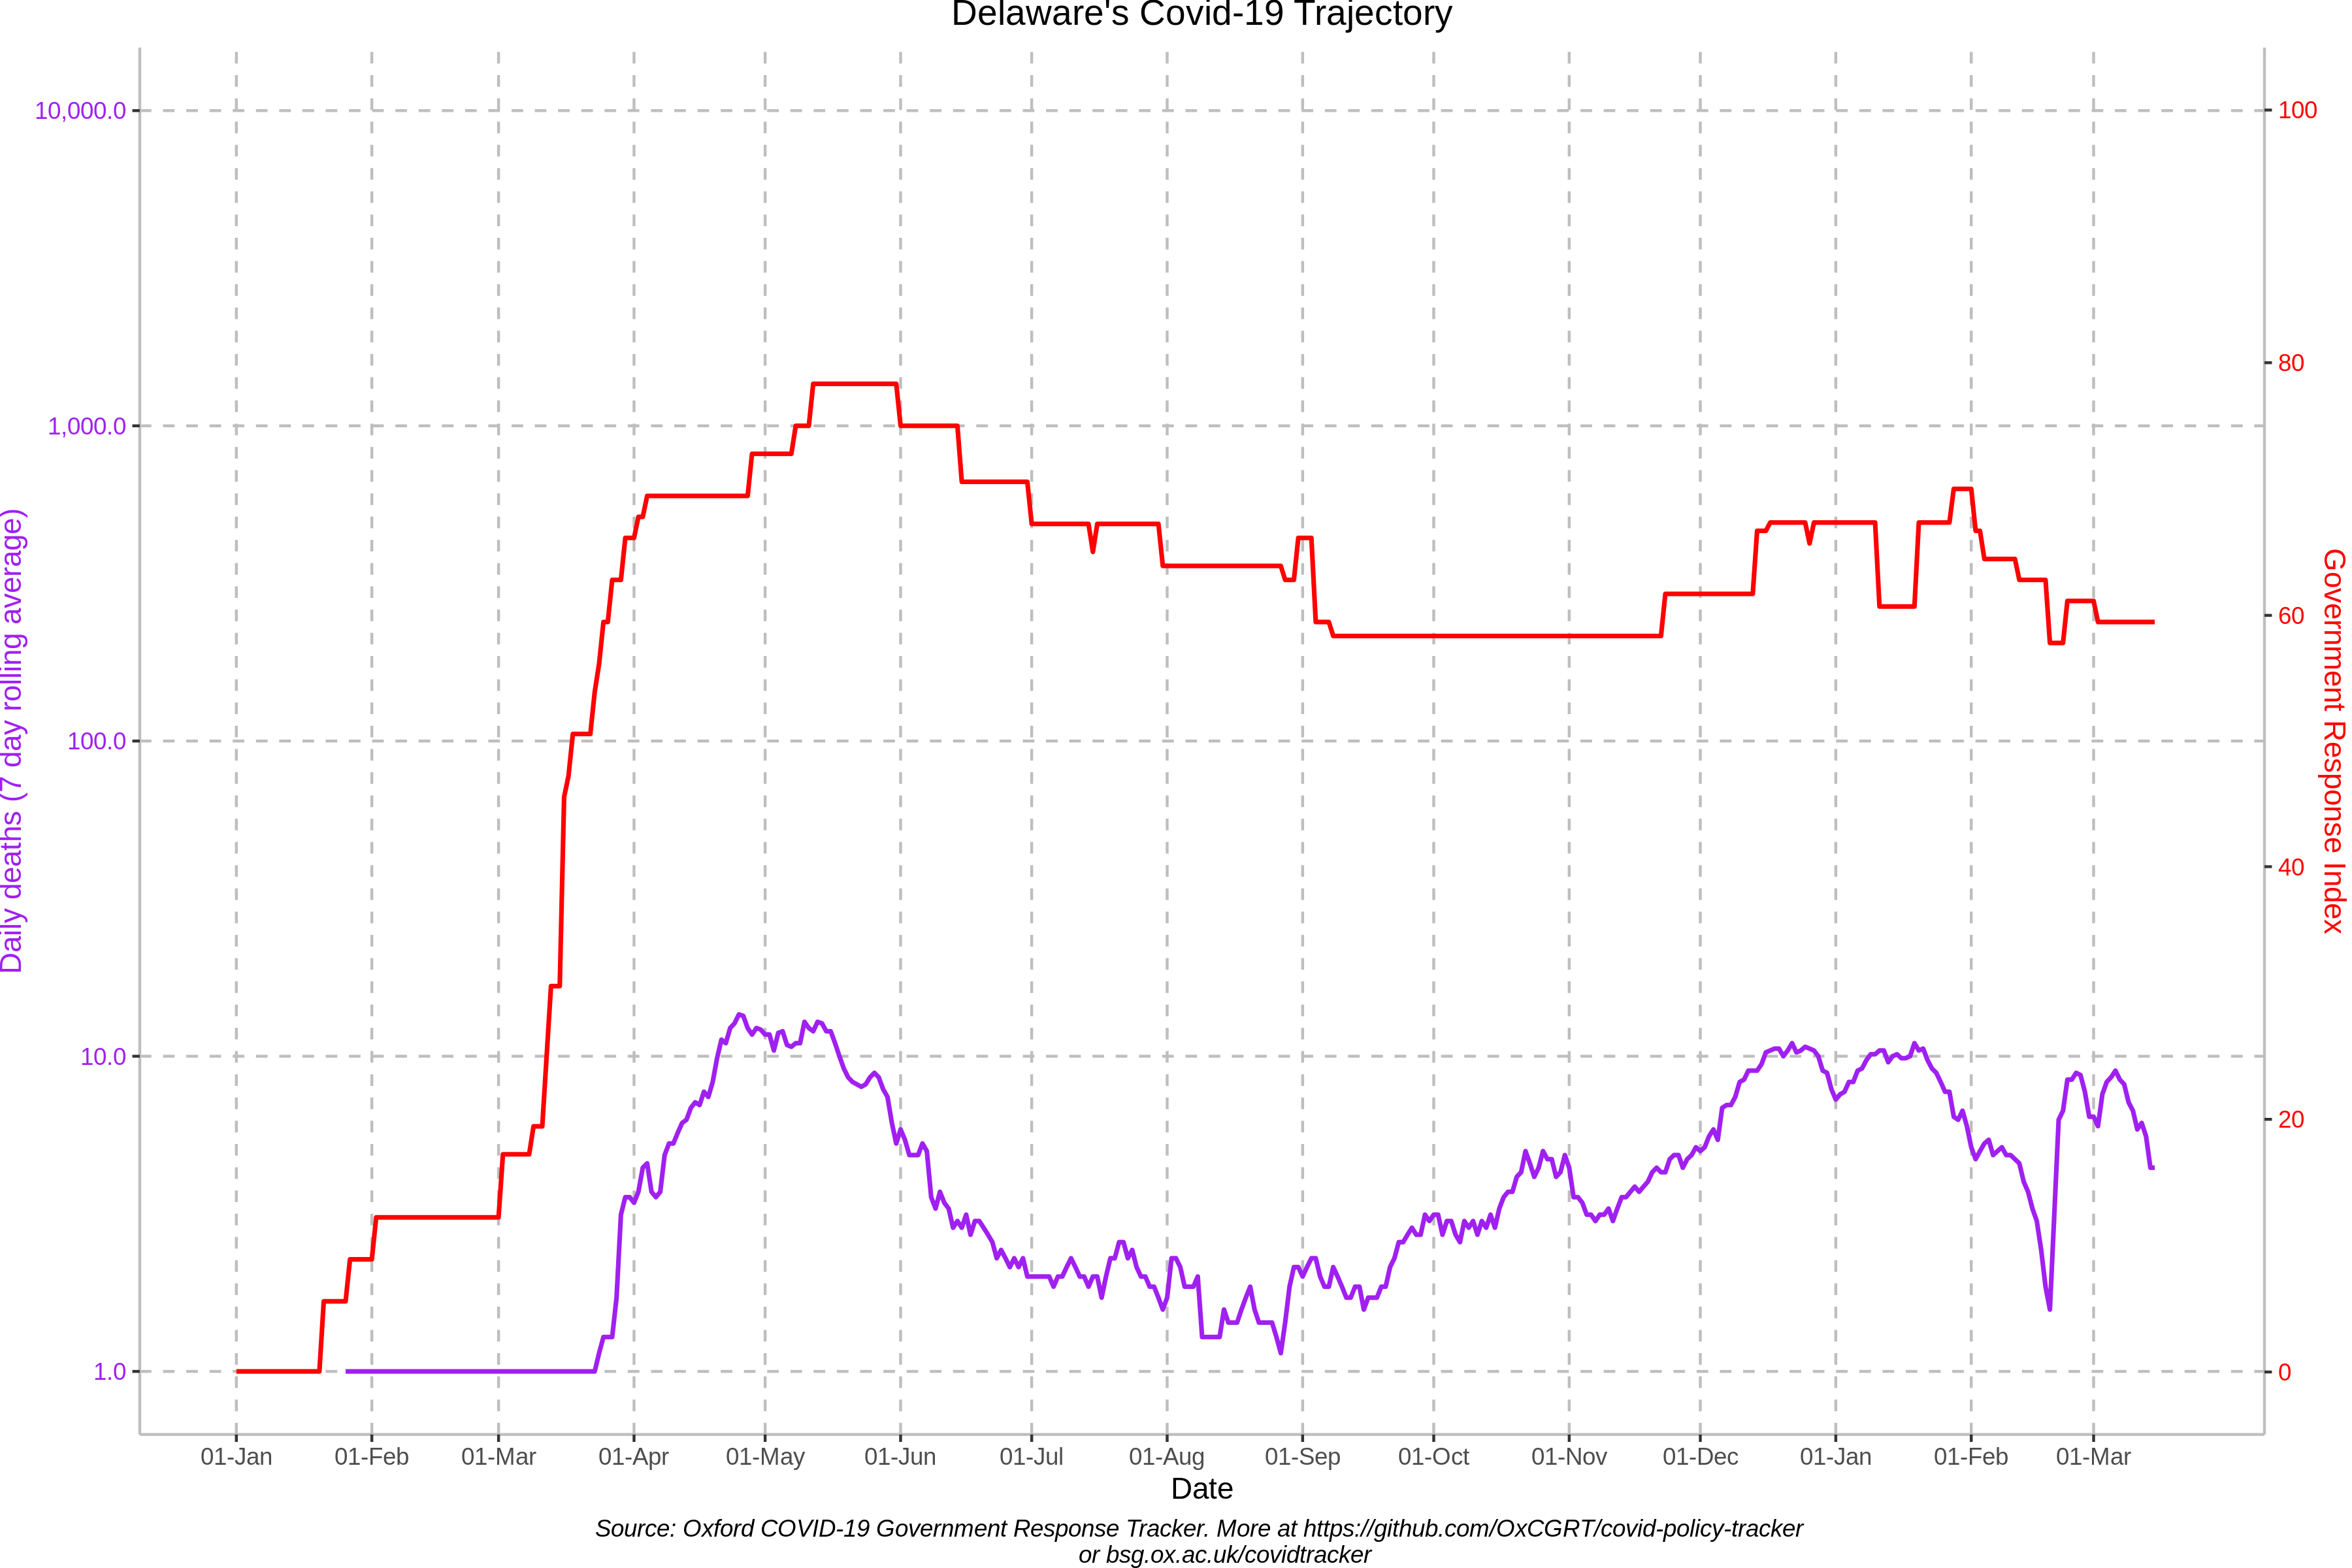 Delaware's Covid-19 Trajectory
Daily deaths (7 day rolling average)
10,000.0
1,000.0
100.0
10.0
1.0
100
80
60
40
20
0
Government Response Index
01-Jan 01-Feb 01-Mar 01-Apr 01-May 01-Jun 01-Jul 01-Aug 01-Sep 01-Oct 01-Nov 01-Dec 01-Jan 01-Feb 01-Mar
Date
Source: Oxford COVID-19 Government Response Tracker. More at https://github.com/OxCGRT/covid-policy-tracker
or bsg.ox.ac.uk/covidtracker